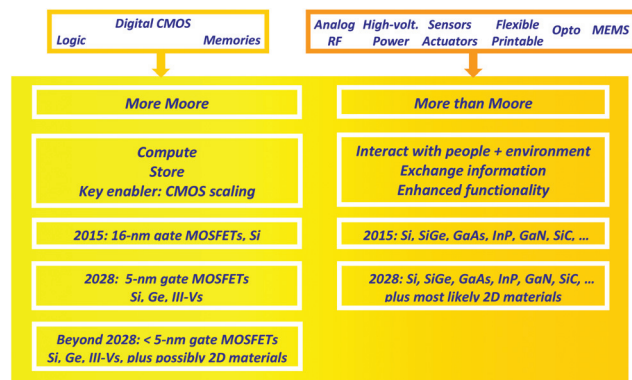 Digital CMOS
Logic Memories
Analog High-volt. Sensors Flexible Opto MEMS
RF Power Actuators Printable
More Moore
Compute
Store
Key enabler: CMOS scaling
2015: 16-nm gate MOSFETs, Si
2028: 5-nm gate MOSFETs
Si, Ge, III-Vs
Beyond 2028: < 5-nm gate MOSFETs
Si, Ge, III-Vs, plus possibly 2D materials
More than Moore
Interact with people + environment
Exchange information
Enhanced functionality
2015: Si, SiGe, GaAs, InP, GaN, SiC, ...
2028: Si, SiGe, GaAs, InP, GaN, SiC, ...
plus most likely 2D materials